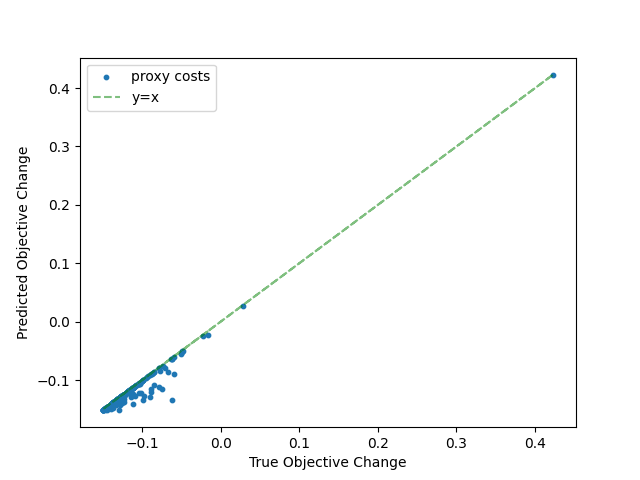 proxy costs
y=x
Predicted Objective Change
0.4
0.3
0.2
0.1
0.0
−0.1
−0.1 0.0 0.1 0.2 0.3 0.4
True Objective Change